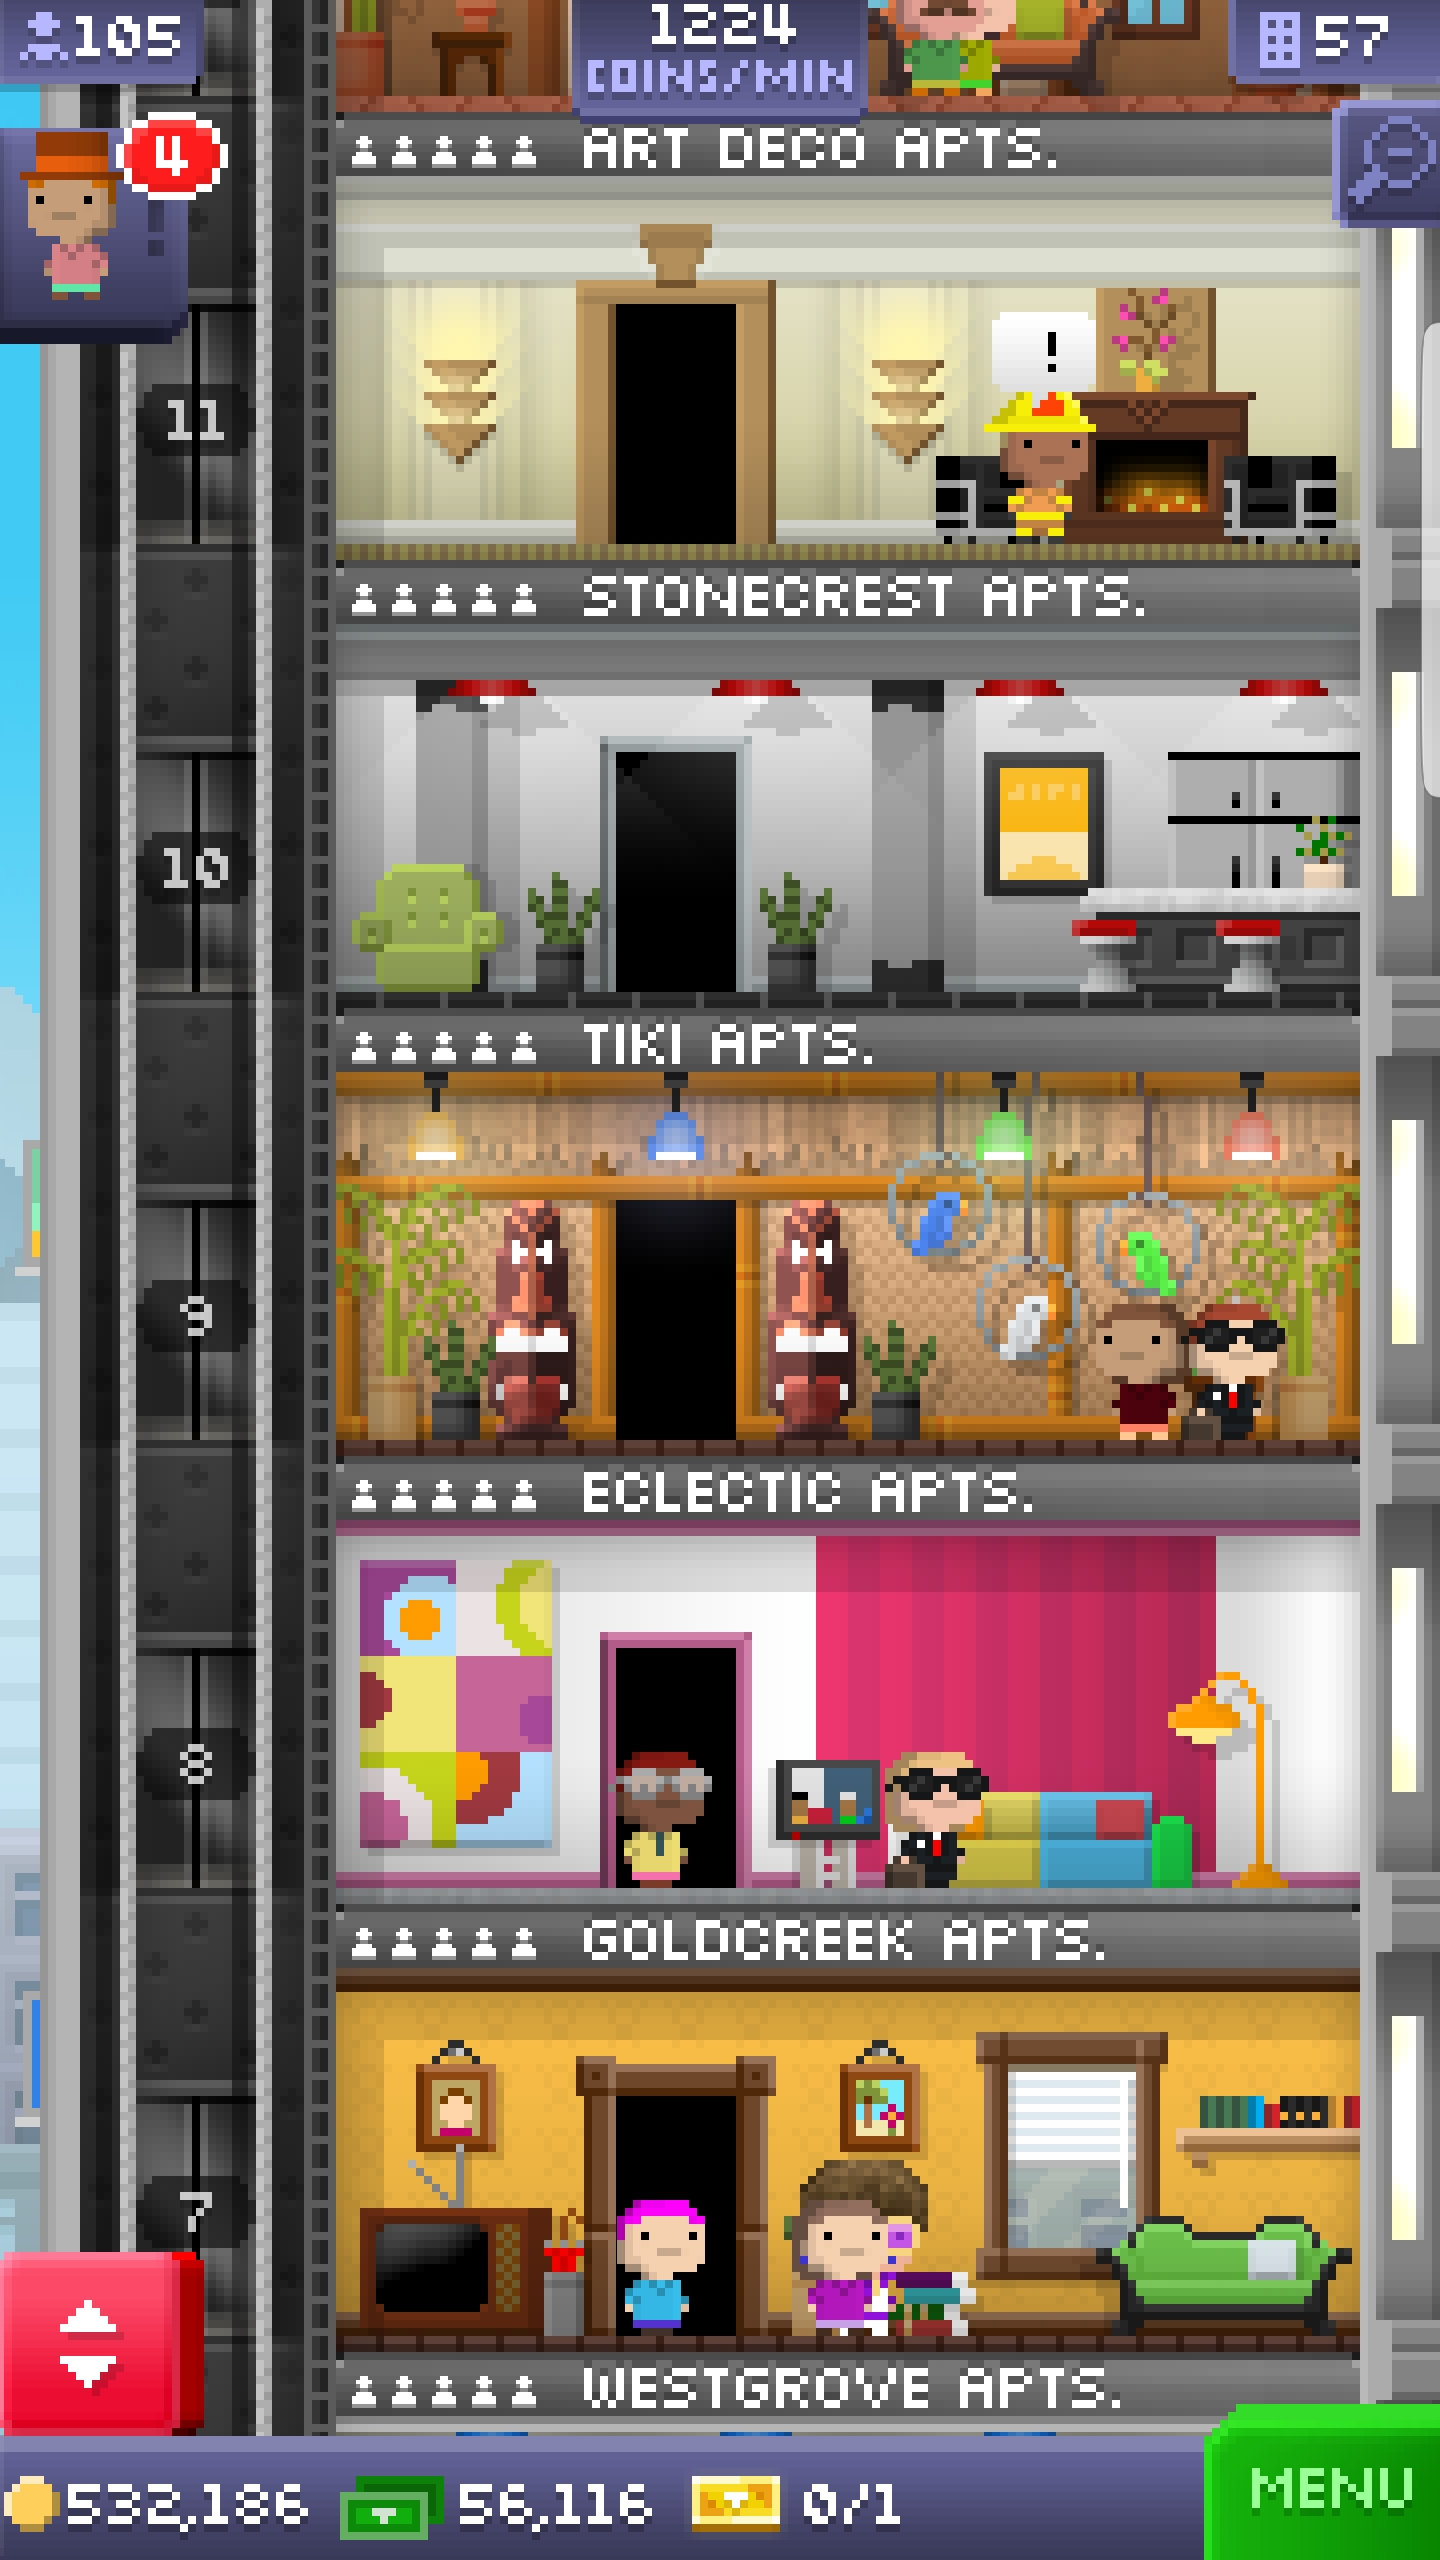 105
1224
COINS/MIN
57
4
ART DECO APTS.
!
11
STONECREST APTS.
10
TIKI APTS.
9
ECLECTIC APTS.
8
GOLDCREEK APTS.
7
WESTGROVE APTS.
532,186
56,116
0/1
MENU